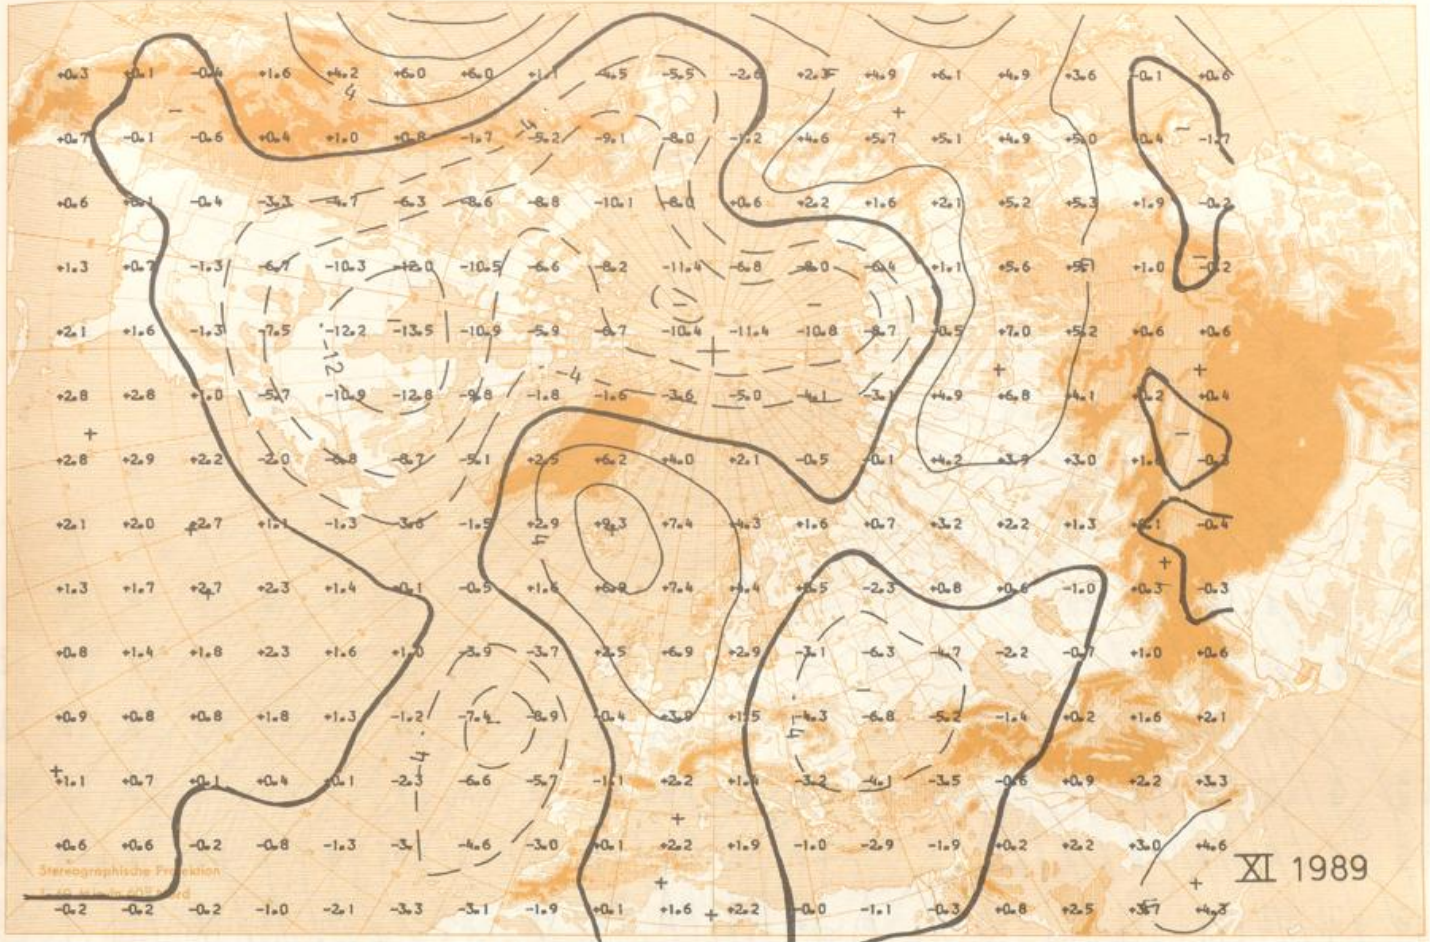 +0.3 +0.1 -0.4 +1.6 +4.2 +6.0 +6.0 +1.1 -4.5 -5.5 -2.6 +2.3 +4.9 +6.1 +4.9 +3.6 -0.1 +0.6
4
-4
+0.7 -0.1 -0.6 +0.4 +1.0 +0.8 -1.7 -5.2 -9.1 -8.0 -1.2 +4.6 +5.7 +5.1 +4.9 +5.0 -0.4 -1.7
+0.6 +0.1 -0.4 -3.3 -4.7 -6.3 -8.6 -8.8 -10.1 -8.0 +0.6 +2.2 +1.6 +2.1 +5.2 +5.3 +1.9 -0.2
+1.3 +0.7 -1.3 -6.7 -10.3 -12.0 -10.5 -6.6 -8.2 -11.4 -6.8 -8.0 -6.4 +1.1 +5.6 +5.1 +1.0 -0.2
+2.1 +1.6 -1.3 -7.5 -12.2 -13.5 -10.9 -5.9 -6.7 -10.4 -11.4 -10.8 -8.7 -0.5 +7.0 +5.2 +0.6 +0.6
-12
-4
+2.8 +2.8 +1.0 -5.7 -10.9 -12.8 -9.8 -1.8 -1.6 -3.6 -5.0 -4.1 -3.1 +4.9 +6.8 +4.1 +0.2 +0.4
+2.8 +2.9 +2.2 -2.0 -6.8 -8.7 -5.1 +2.5 +6.2 +4.0 +2.1 -0.5 -0.1 +4.2 +3.9 +3.0 -0.3
+2.1 +2.0 +2.7 +1.1 -1.3 -3.6 -1.5 +2.9 +9.3 +7.4 +4.3 +1.6 +0.7 +3.2 +2.2 +1.3 +0.1 -0.4
4
+1.3 +1.7 +2.7 +2.3 +1.4 +0.1 -0.5 +1.6 +6.9 +7.4 +4.4 +0.5 -2.3 +0.8 +0.6 -1.0 +0.3 -0.3
+0.8 +1.4 +1.8 +2.3 +1.6 +1.0 -3.9 -3.7 +2.5 +6.9 +2.9 -3.1 -6.3 -4.7 -2.2 -0.7 +1.0 +0.6
+0.9 +0.8 +0.8 +1.8 +1.3 -1.2 -7.4 -8.9 -0.4 +3.9 +1.5 -4.3 -6.8 -5.2 -1.4 +0.2 +1.6 +2.1
-4
-4
+1.1 +0.7 +0.1 +0.4 +0.1 -2.3 -6.6 -5.7 -1.1 +2.2 +1.4 -3.2 -4.1 -3.5 -0.6 +0.9 +2.2 +3.3
+0.6 +0.6 -0.2 -0.8 -1.3 -4.6 -3.0 +0.1 +2.2 +1.9 -1.0 -2.9 -1.9 +0.2 +2.2 +3.0 +4.6
XI 1989
Stereographische Projektion
-0.2 -0.2 -0.2 -1.0 -2.1 -3.3 -3.1 -1.9 +0.1 +1.6 +2.2 -0.0 -1.1 -0.3 +0.8 +2.5 +3.7 +4.3